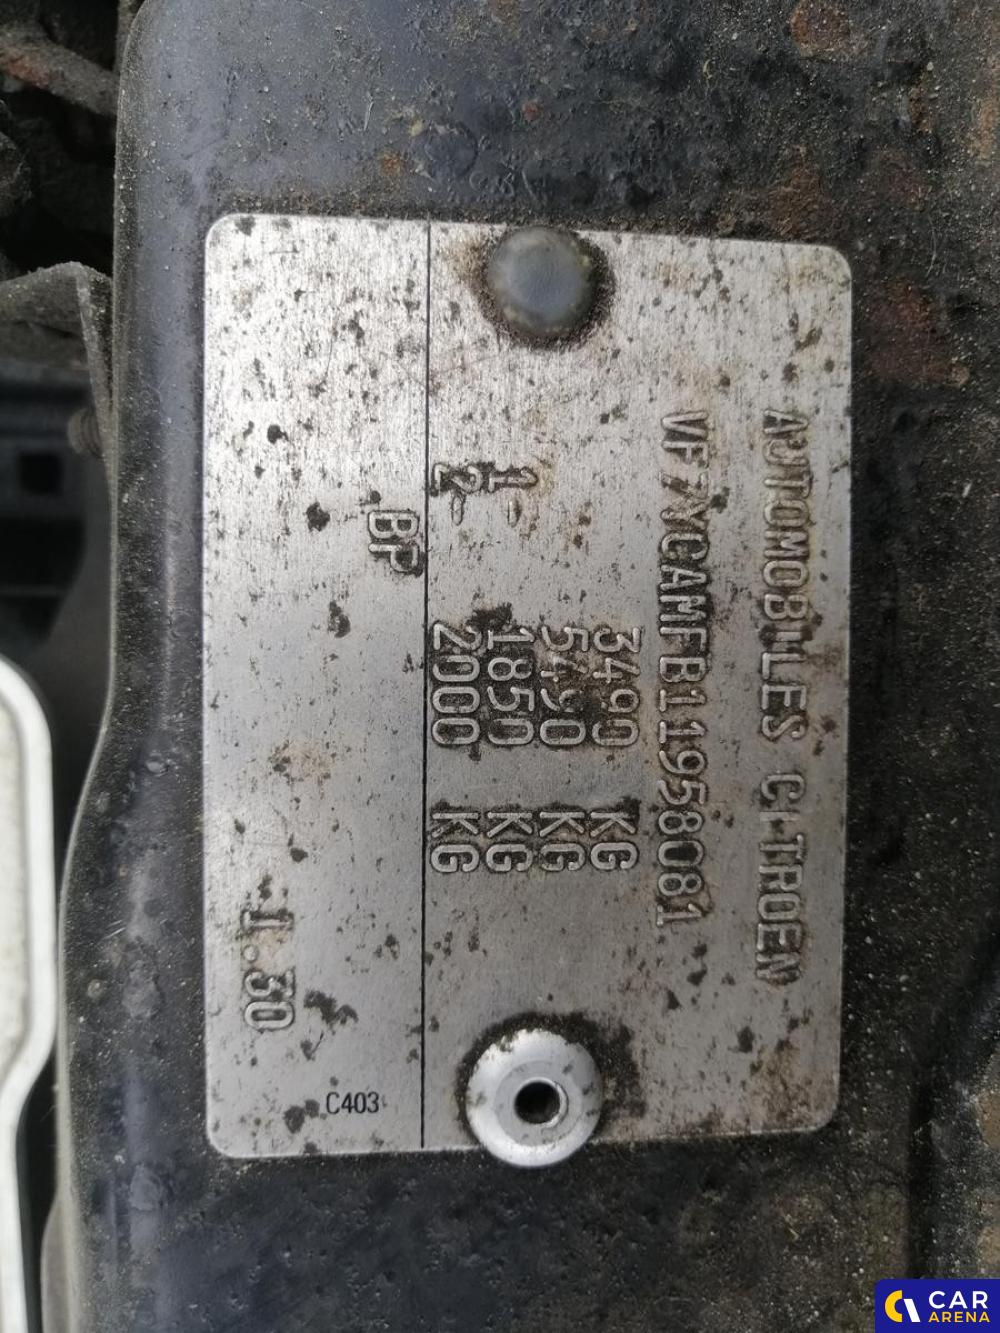 AUTOMOBILES CITROEN
VF7YCAMFB11958081
3490 KG
5490 KG
1- 1850 KG
2- 2000 KG
BP
1.30
C403
CAR
ARENA